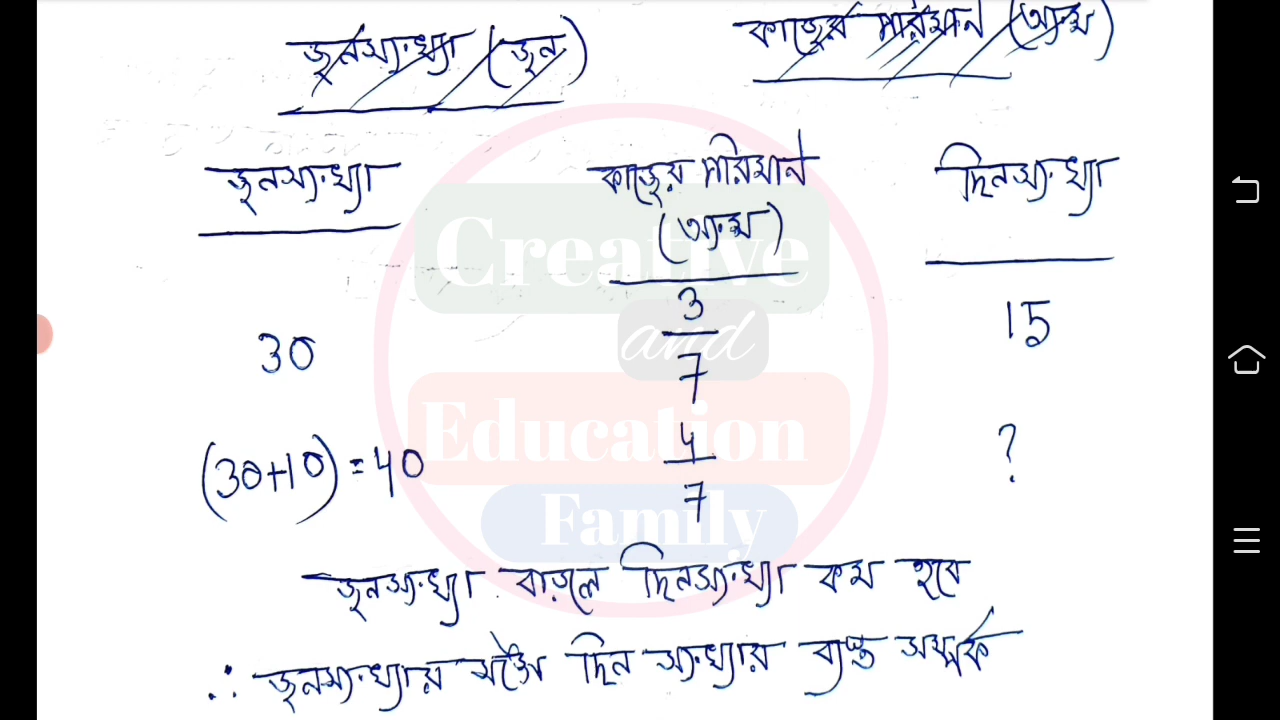 জনসংখ্যা (জন) কাজের পরিমান (অংশ)
জনসংখ্যা কাজের পরিমান (অংশ) দিনসংখ্যা
30 3/7 15
(30+10) = 40 4/7 ?
জনসংখ্যা বাড়লে দিনসংখ্যা কম হবে
∴ জনসংখ্যার সঙ্গে দিন সংখ্যার ব্যস্ত সম্পর্ক
Creative
and
Education
Family